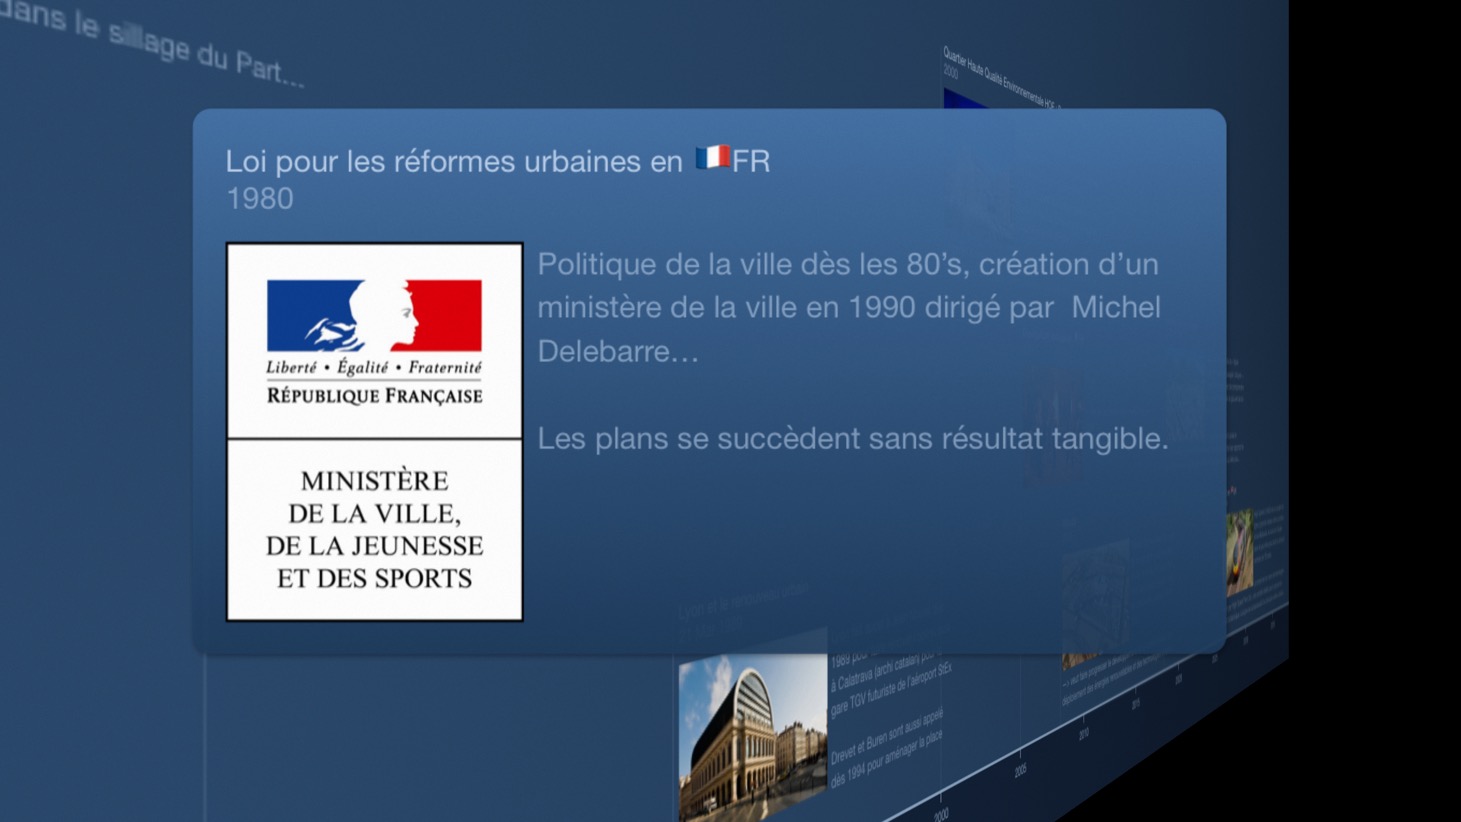 dans le sillage du Part...
Quartier Haute Qualité Environnementale HQE
2000
Loi pour les réformes urbaines en 🇫🇷FR
1980
Liberté • Égalité • Fraternité
RÉPUBLIQUE FRANÇAISE
MINISTÈRE
DE LA VILLE,
DE LA JEUNESSE
ET DES SPORTS
Politique de la ville dès les 80’s, création d’un
ministère de la ville en 1990 dirigé par  Michel
Delebarre…
Les plans se succèdent sans résultat tangible.
Lyon et le renouveau urbain
à Calatrava (archi catalan) pour
gare TGV futuriste de l'aéroport StEx
Drevet et Buren sont aussi appelé
dès 1994 pour aménager la place
2000
2005
2010
2015